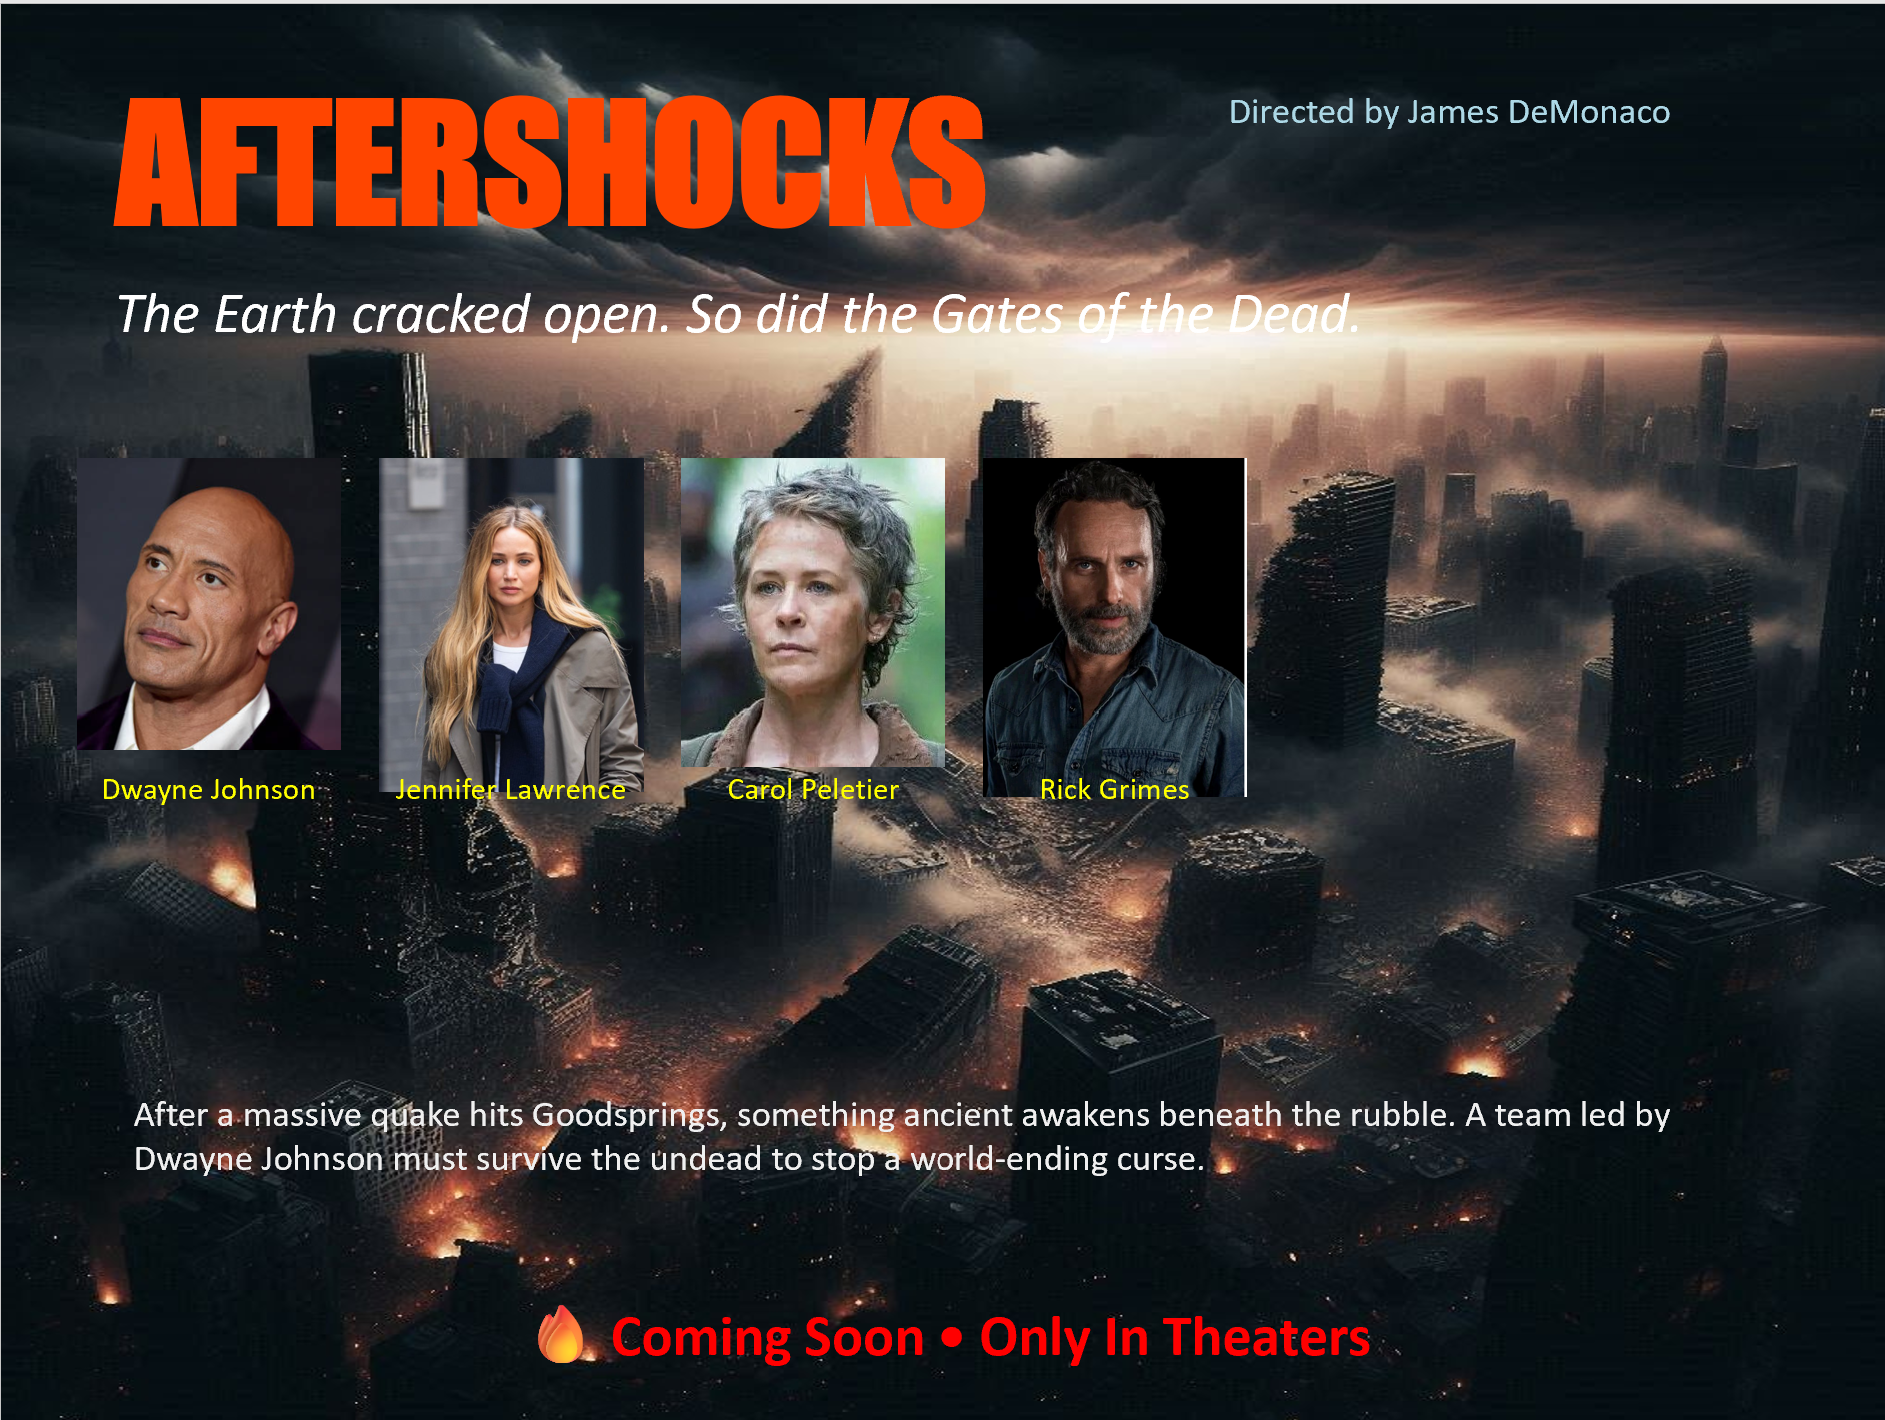 AFTERSHOCKS
Directed by James DeMonaco
The Earth cracked open. So did the Gates of the Dead.
Dwayne Johnson
Jennifer Lawrence
Carol Peletier
Rick Grimes
After a massive quake hits Goodsprings, something ancient awakens beneath the rubble. A team led by
Dwayne Johnson must survive the undead to stop a world-ending curse.
🔥 Coming Soon • Only In Theaters